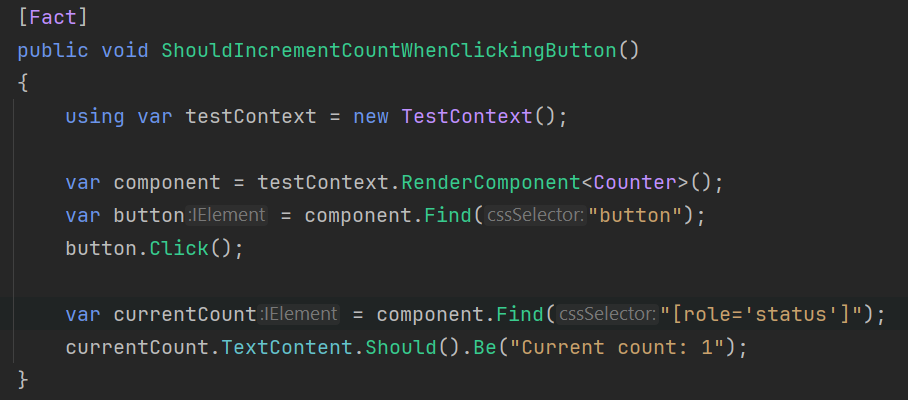 [Fact]
public void ShouldIncrementCountWhenClickingButton()
{
using var testContext = new TestContext();
var component = testContext.RenderComponent<Counter>();
var button:IElement = component.Find(cssSelector:"button");
button.Click();
var currentCount:IElement = component.Find(cssSelector:"[role='status']");
currentCount.TextContent.Should().Be("Current count: 1");
}